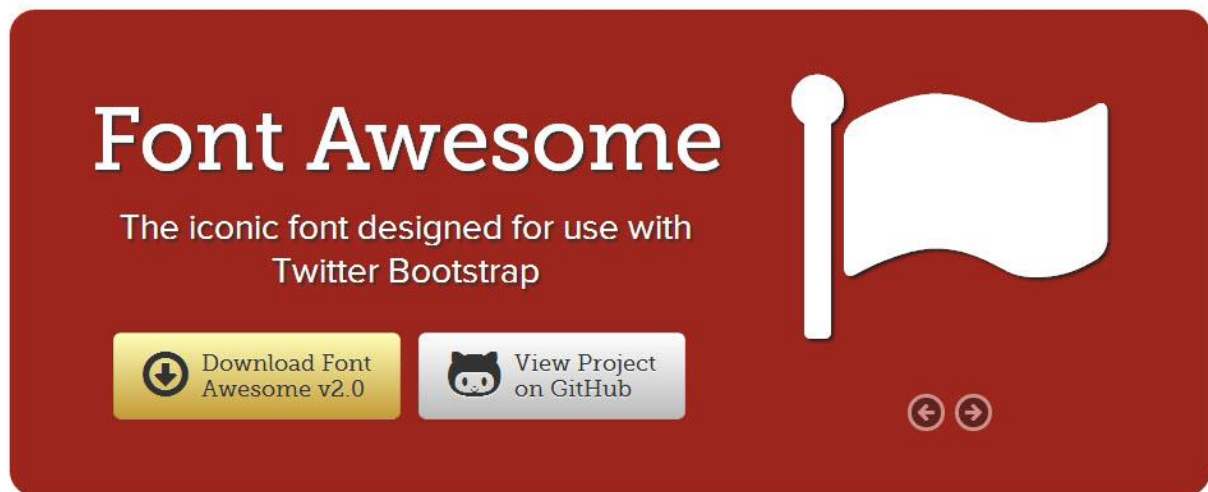 Font Awesome
The iconic font designed for use with
Twitter Bootstrap
Download Font
Awesome v2.0
View Project
on GitHub